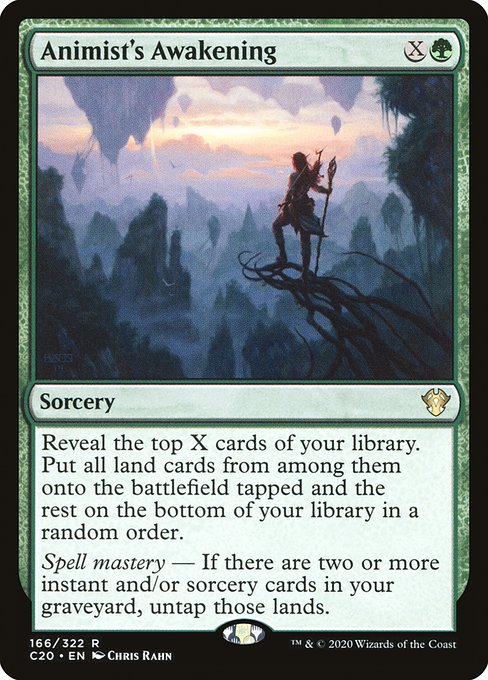 Animist's Awakening X
Sorcery
Reveal the top X cards of your library.
Put all land cards from among them
onto the battlefield tapped and the
rest on the bottom of your library in a
random order.
Spell mastery — If there are two or more
instant and/or sorcery cards in your
graveyard, untap those lands.
166/322 R
C20 • EN Chris Rahn
™ & © 2020 Wizards of the Coast